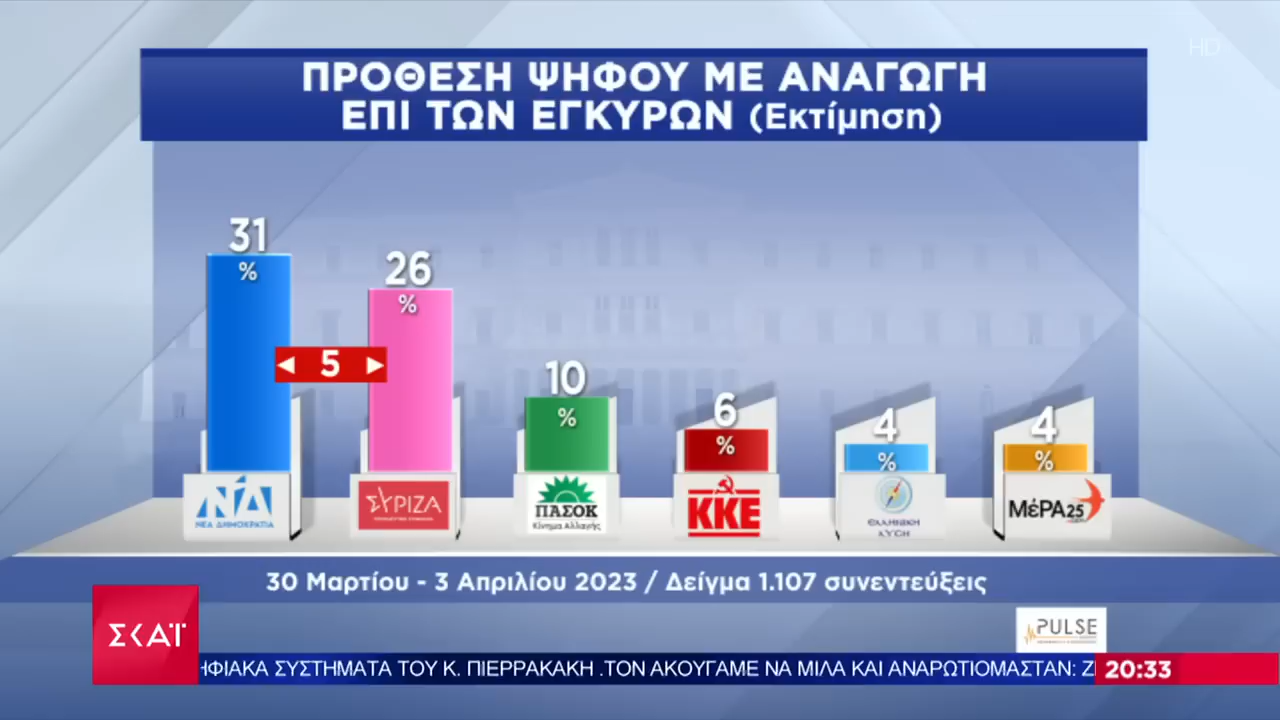 HD
ΠΡΟΘΕΣΗ ΨΗΦΟΥ ΜΕ ΑΝΑΓΩΓΗ
ΕΠΙ ΤΩΝ ΕΓΚΥΡΩΝ (Εκτίμηση)
31
%
26
%
5
10
%
6
%
4
%
4
%
ΝΔ
ΝΕΑ ΔΗΜΟΚΡΑΤΙΑ
ΣΥΡΙΖΑ
ΠΑΣΟΚ
Κίνημα Αλλαγής
ΚΚΕ
ΕΛΛΗΝΙΚΗ
ΛΥΣΗ
ΜέΡΑ25
30 Μαρτίου - 3 Απριλίου 2023 / Δείγμα 1.107 συνεντεύξεις
PULSE
ΣΚΑΪ
ΗΦΙΑΚΑ ΣΥΣΤΗΜΑΤΑ ΤΟΥ Κ. ΠΙΕΡΡΑΚΑΚΗ .ΤΟΝ ΑΚΟΥΓΑΜΕ ΝΑ ΜΙΛΑ ΚΑΙ ΑΝΑΡΩΤΙΟΜΑΣΤΑΝ: Ζ
20:33